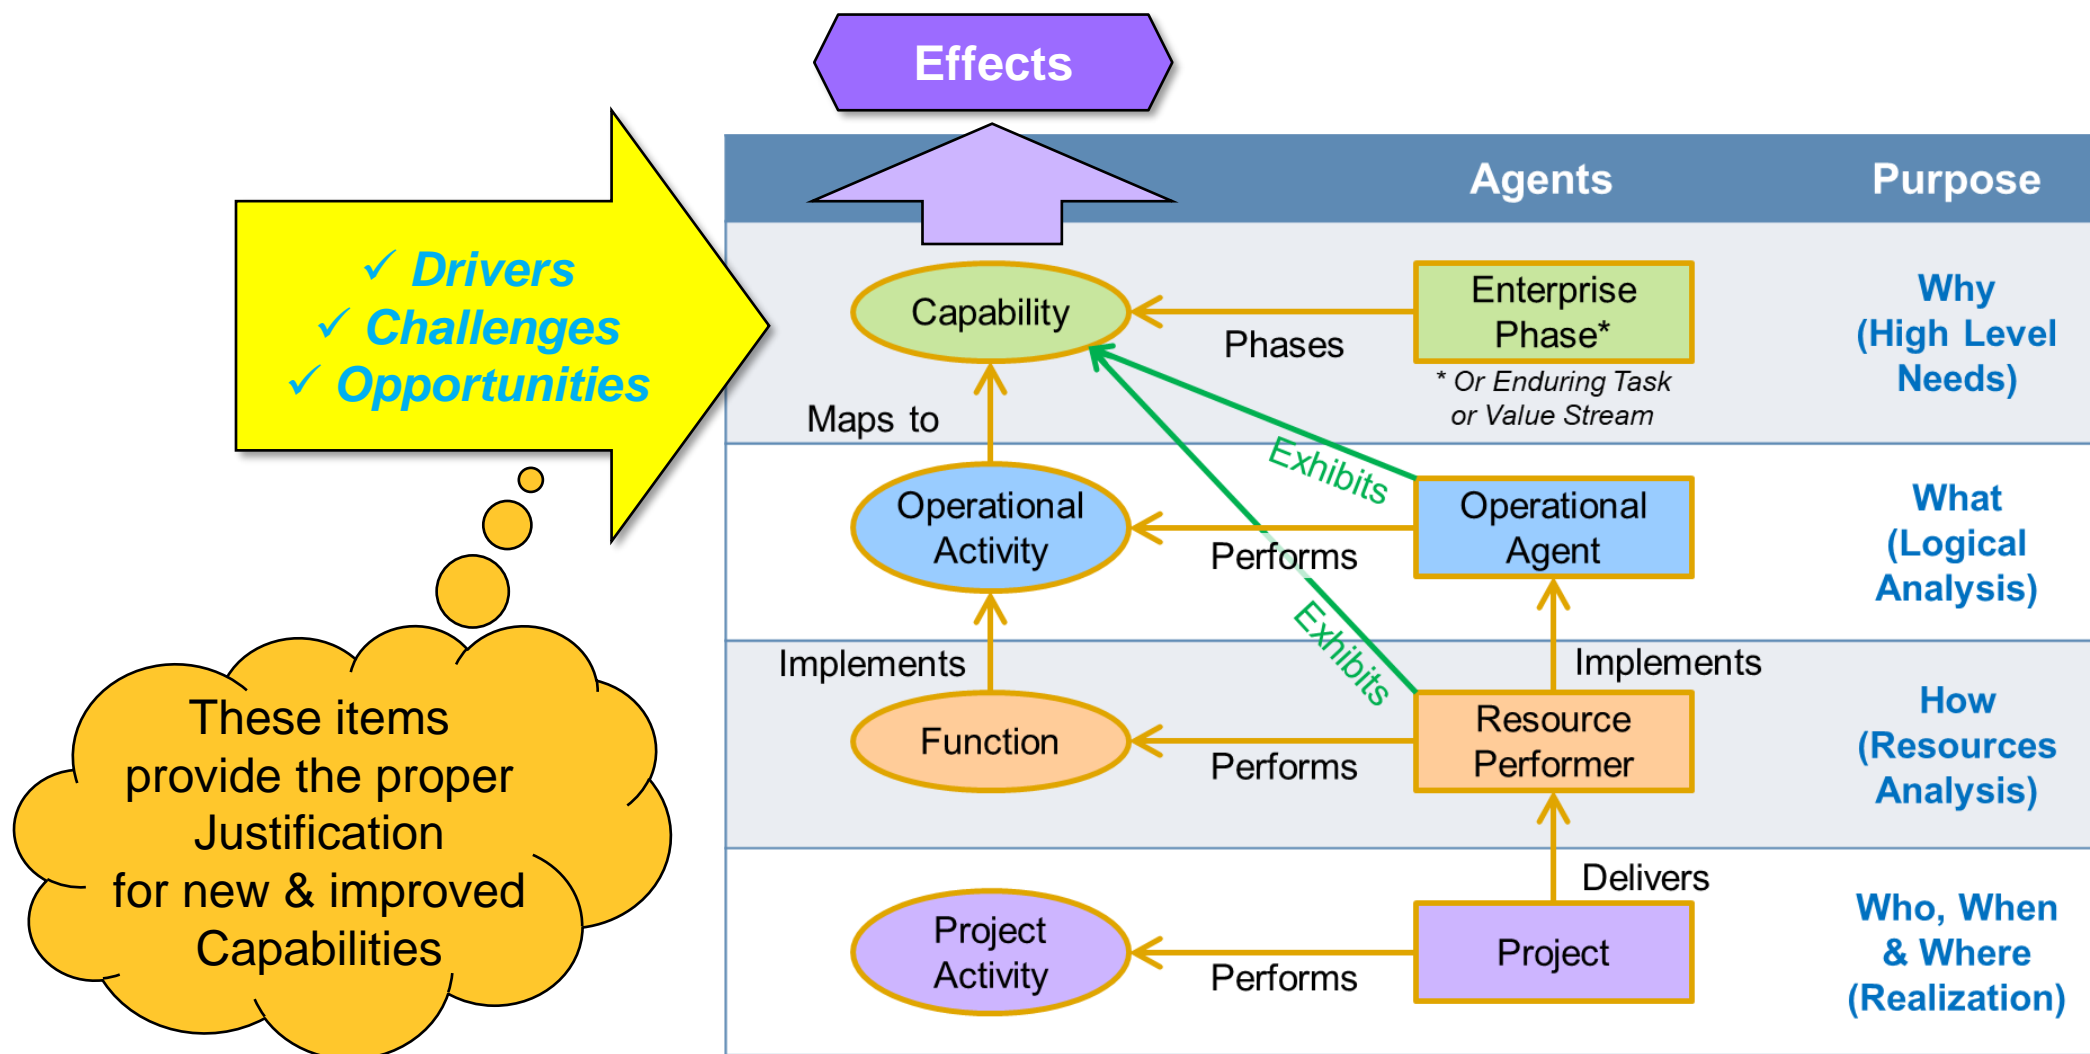 Effects
Agents
Purpose
✓ Drivers
✓ Challenges
✓ Opportunities
Capability
Phases
Enterprise
Phase*
* Or Enduring Task
or Value Stream
Why
(High Level
Needs)
Maps to
Exhibits
Operational
Activity
Performs
Operational
Agent
What
(Logical
Analysis)
Implements
Exhibits
Implements
Function
Performs
Resource
Performer
How
(Resources
Analysis)
These items
provide the proper
Justification
for new & improved
Capabilities
Delivers
Project
Activity
Performs
Project
Who, When
& Where
(Realization)